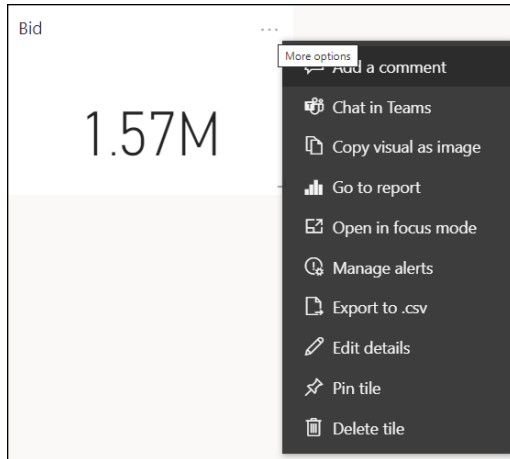 Bid
...
More options
Add a comment
Chat in Teams
Copy visual as image
1.57M
Go to report
Open in focus mode
Manage alerts
Export to .csv
Edit details
Pin tile
Delete tile